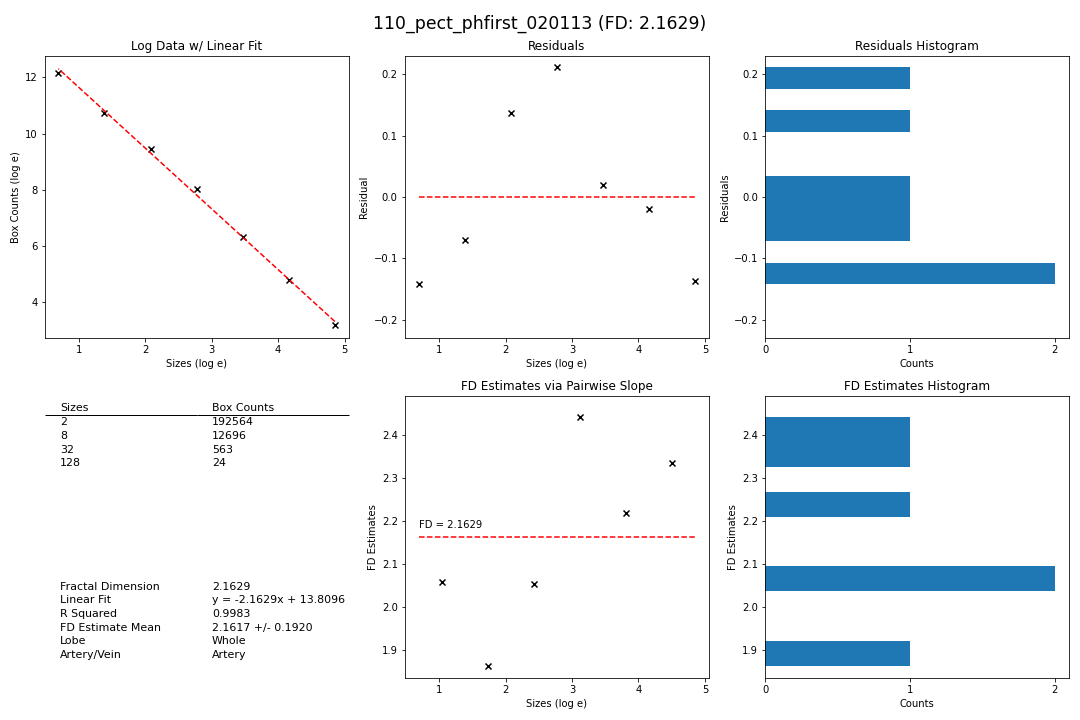 110_pect_phfirst_020113 (FD: 2.1629)
Log Data w/ Linear Fit
12
10
8
6
4
Box Counts (log e)
1 2 3 4 5
Sizes (log e)
Residuals
0.2
0.1
0.0
−0.1
−0.2
Residual
1 2 3 4 5
Sizes (log e)
Residuals Histogram
0.2
0.1
0.0
−0.1
−0.2
Residuals
0 1 2
Counts
Sizes Box Counts
2 192564
8 12696
32 563
128 24
Fractal Dimension 2.1629
Linear Fit y = -2.1629x + 13.8096
R Squared 0.9983
FD Estimate Mean 2.1617 +/- 0.1920
Lobe Whole
Artery/Vein Artery
FD Estimates via Pairwise Slope
2.4
2.3
2.2
2.1
2.0
1.9
FD Estimates
FD = 2.1629
1 2 3 4 5
Sizes (log e)
FD Estimates Histogram
2.4
2.3
2.2
2.1
2.0
1.9
FD Estimates
0 1 2
Counts